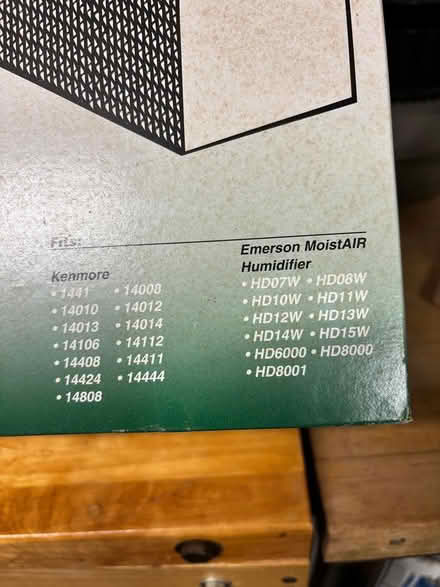 Fits:
Kenmore
• 1441 • 14008
• 14010 • 14012
• 14013 • 14014
• 14106 • 14112
• 14408 • 14411
• 14424 • 14444
• 14808
Emerson MoistAIR
Humidifier
• HD07W • HD08W
• HD10W • HD11W
• HD12W • HD13W
• HD14W • HD15W
• HD6000 • HD8000
• HD8001